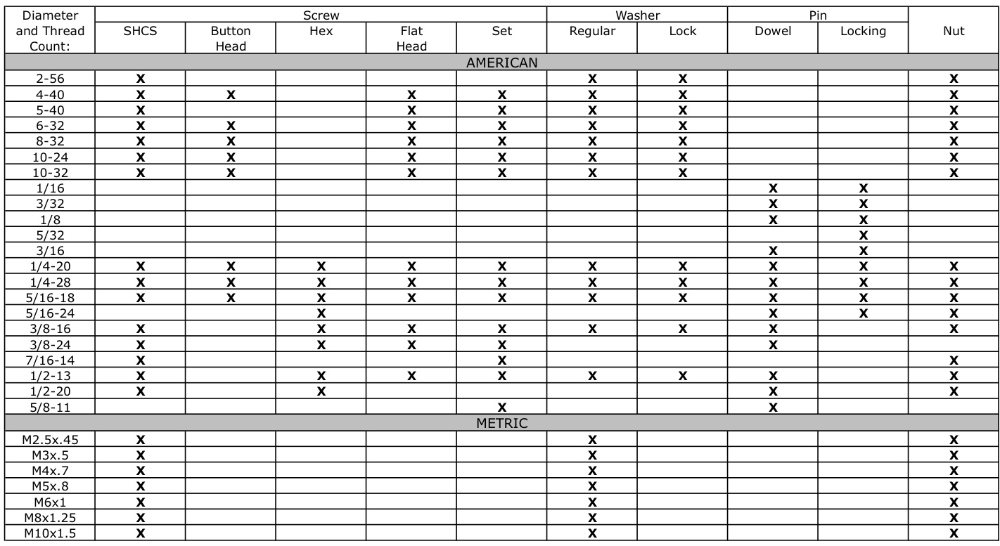 Diameter Screw Washer Pin
and Thread SHCS Button Hex Flat Set Regular Lock Dowel Locking Nut
Count: Head Head
AMERICAN
2-56 X X X X
4-40 X X X X X X X
5-40 X X X X X X
6-32 X X X X X X X
8-32 X X X X X X X
10-24 X X X X X X X
10-32 X X X X X X X
1/16 X X
3/32 X X
1/8 X X
5/32 X
3/16 X X
1/4-20 X X X X X X X X X X
1/4-28 X X X X X X X X X X
5/16-18 X X X X X X X X X X
5/16-24 X X X X
3/8-16 X X X X X X X X
3/8-24 X X X X X
7/16-14 X X X
1/2-13 X X X X X X X X
1/2-20 X X X X
5/8-11 X X
METRIC
M2.5x.45 X X X
M3x.5 X X X
M4x.7 X X X
M5x.8 X X X
M6x1 X X X
M8x1.25 X X X
M10x1.5 X X X